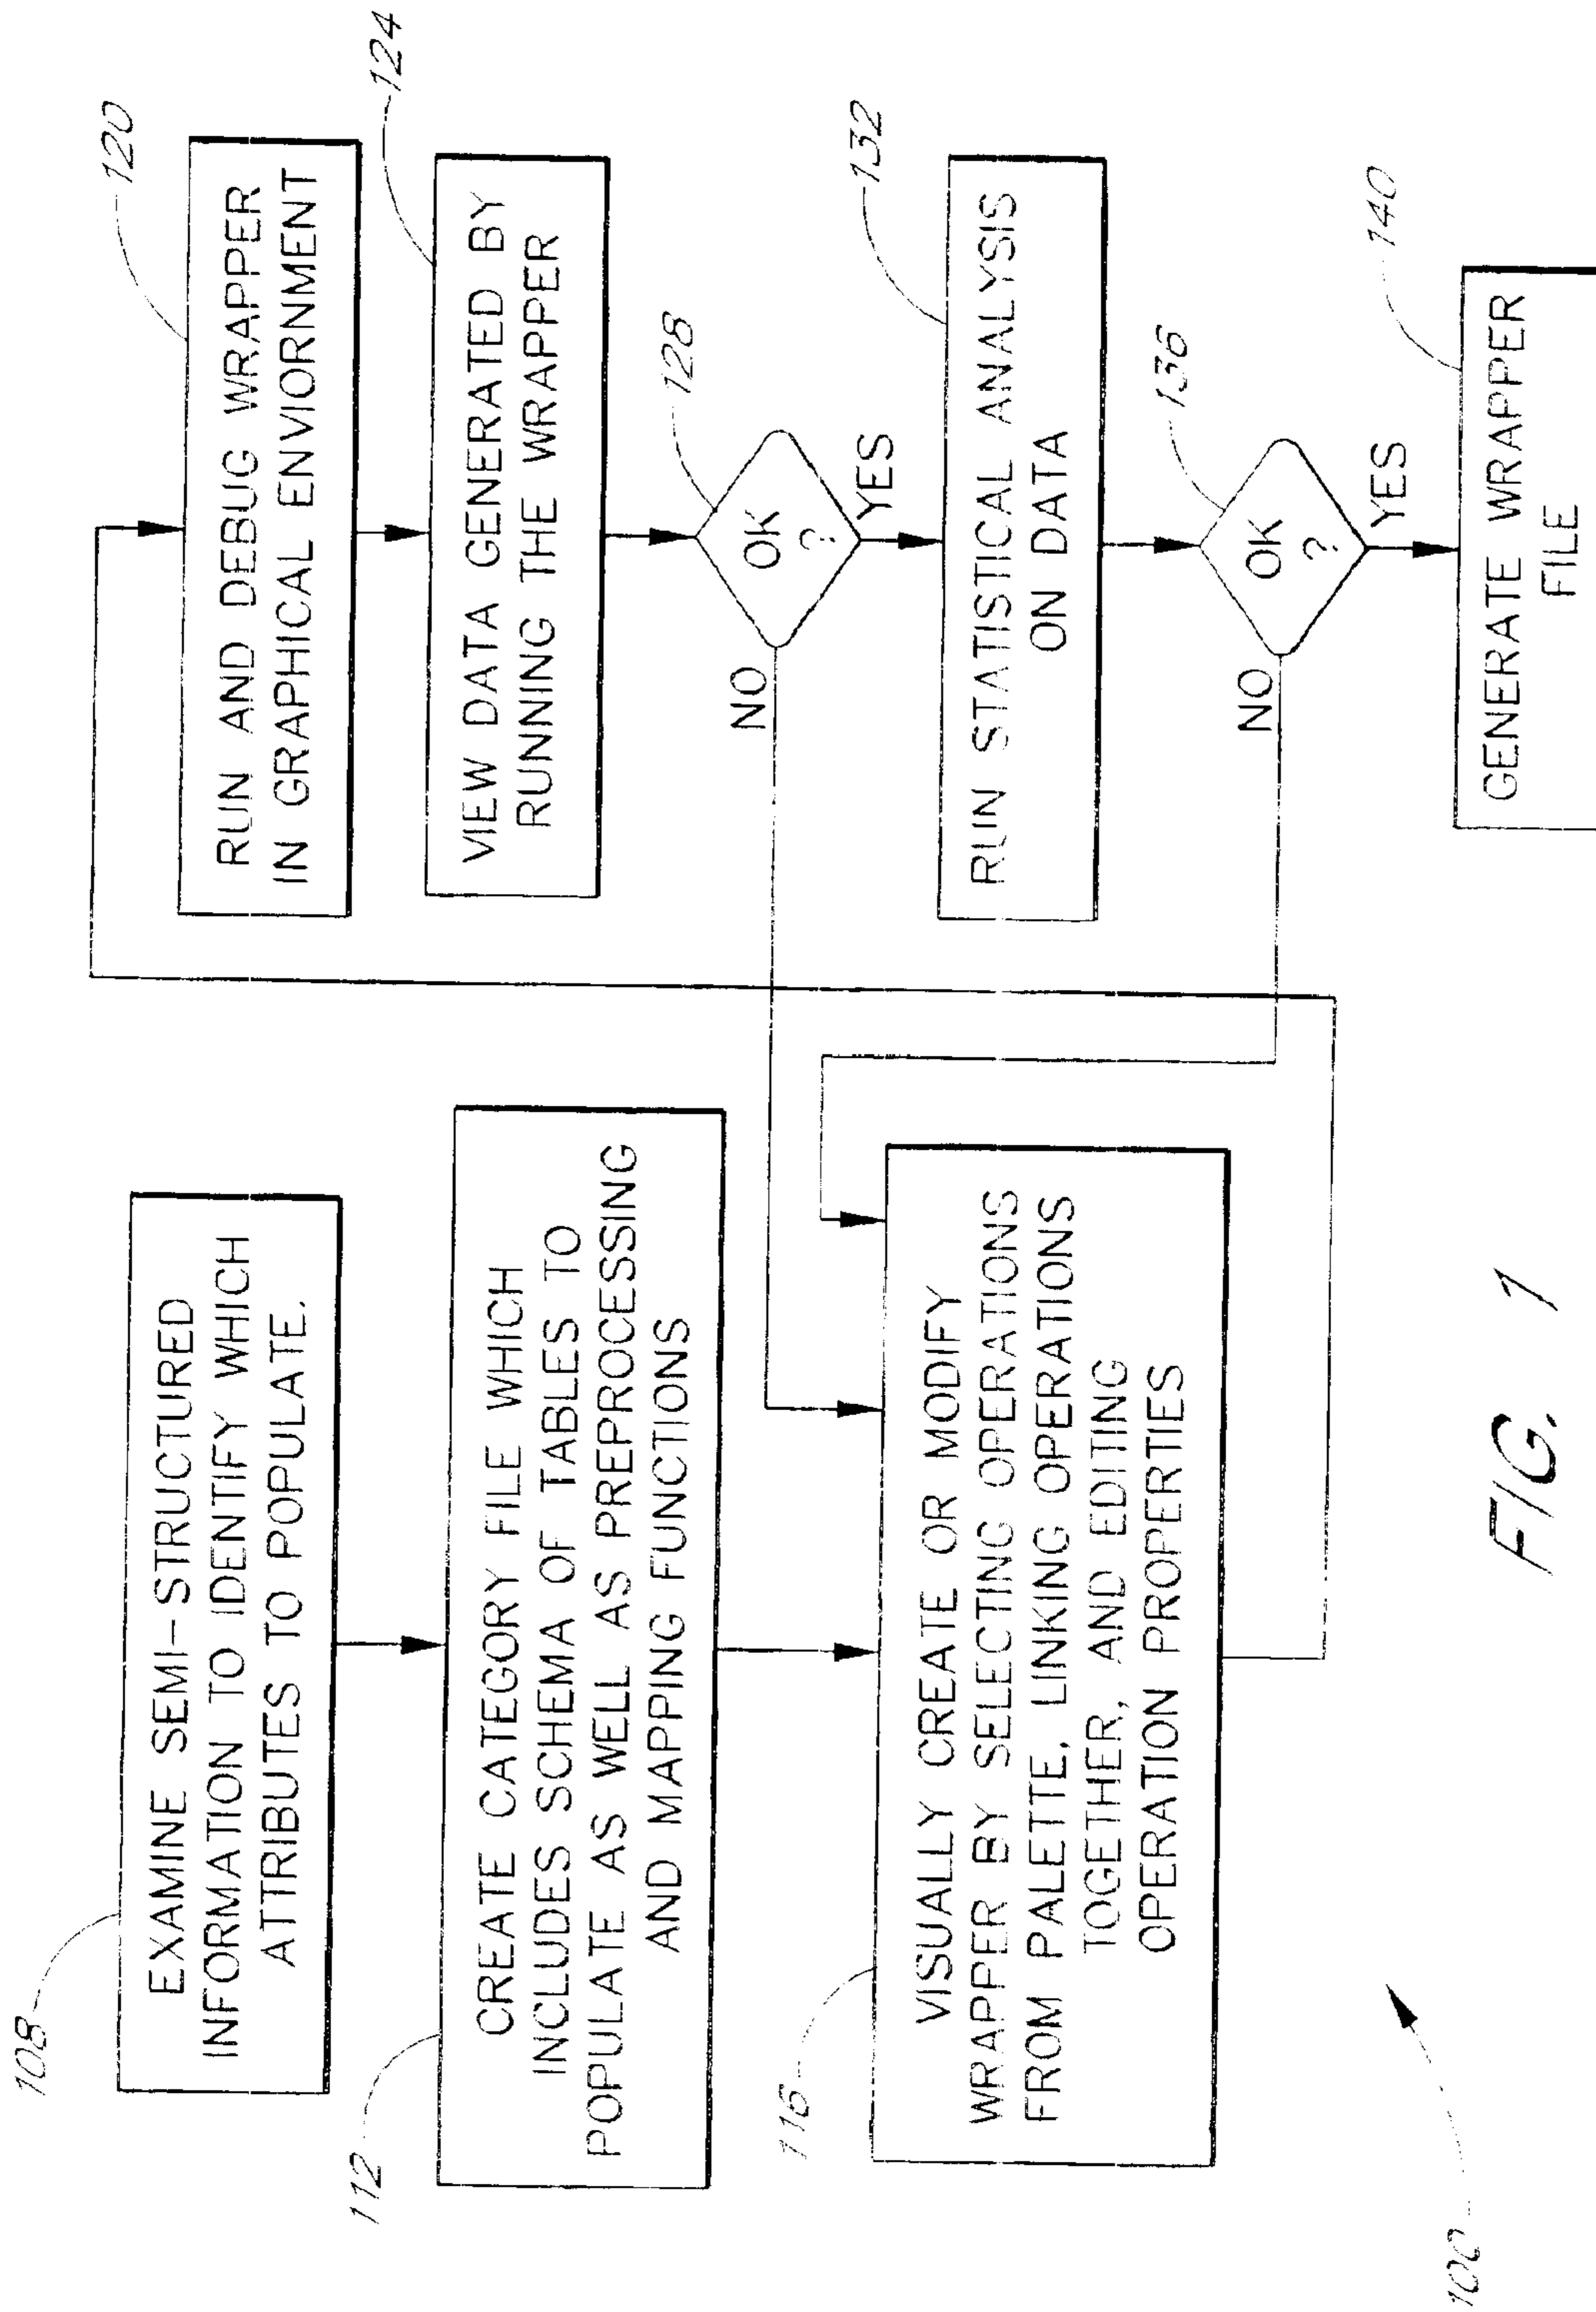 108
EXAMINE SEMI-STRUCTURED
INFORMATION TO IDENTIFY WHICH
ATTRIBUTES TO POPULATE.
112
CREATE CATEGORY FILE WHICH
INCLUDES SCHEMA OF TABLES TO
POPULATE AS WELL AS PREPROCESSING
AND MAPPING FUNCTIONS
116
VISUALLY CREATE OR MODIFY
WRAPPER BY SELECTING OPERATIONS
FROM PALETTE, LINKING OPERATIONS
TOGETHER, AND EDITING
OPERATION PROPERTIES
100
120
RUN AND DEBUG WRAPPER
IN GRAPHICAL ENVIORNMENT
124
VIEW DATA GENERATED BY
RUNNING THE WRAPPER
128
OK
?
NO
YES
132
RUN STATISTICAL ANALYSIS
ON DATA
136
OK
?
NO
YES
140
GENERATE WRAPPER
FILE
FIG. 1